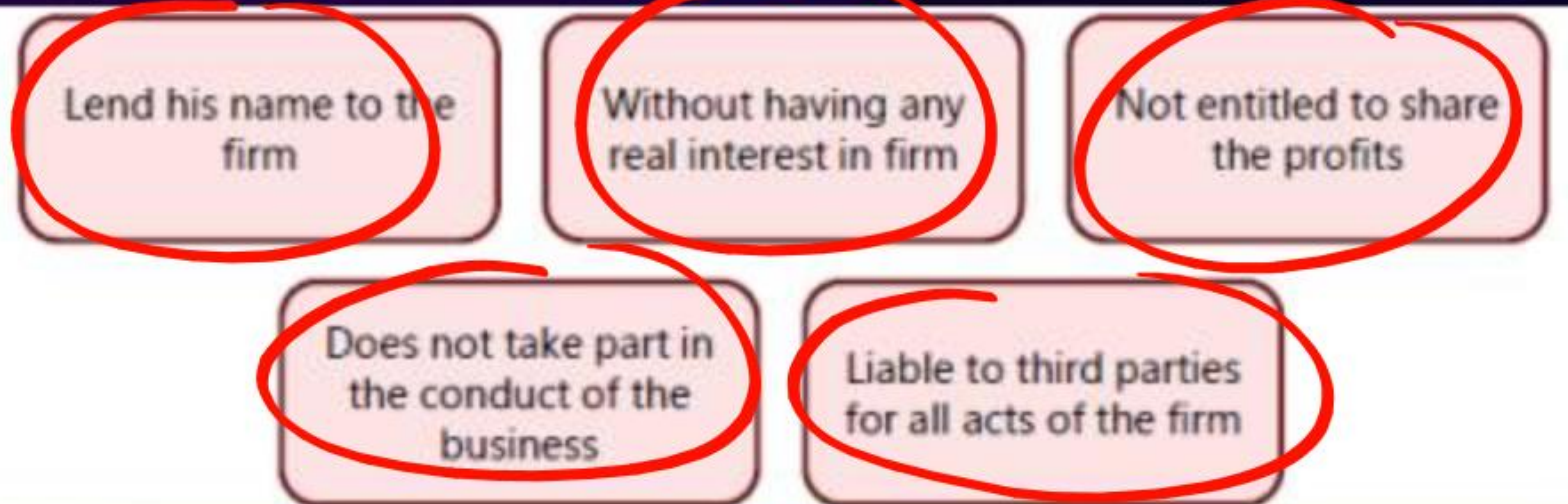 Lend his name to the
firm
Without having any
real interest in firm
Not entitled to share
the profits
Does not take part in
the conduct of the
business
Liable to third parties
for all acts of the firm